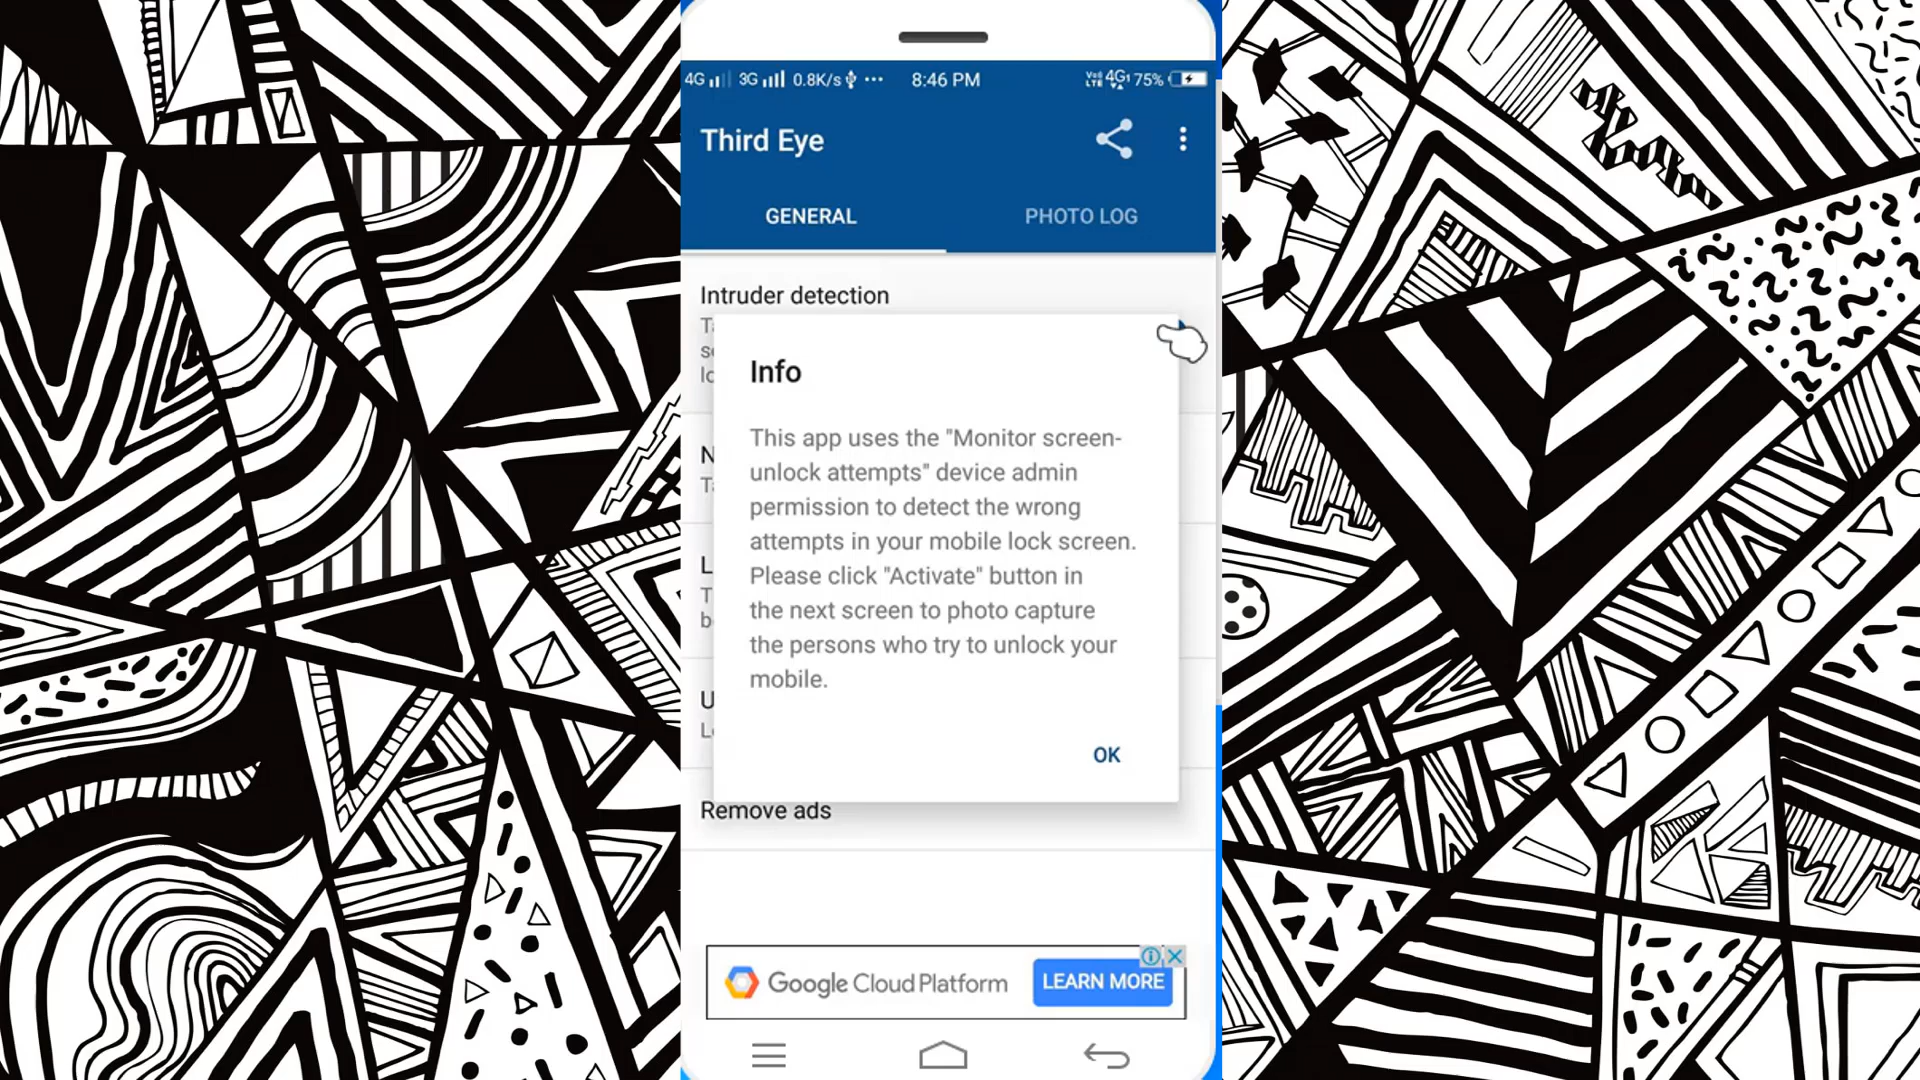 4G 3G 0.8K/s ... 8:46 PM VoLTE 4G 75%
Third Eye
GENERAL PHOTO LOG
Intruder detection
Info
This app uses the "Monitor screen-
unlock attempts" device admin
permission to detect the wrong
attempts in your mobile lock screen.
Please click "Activate" button in
the next screen to photo capture
the persons who try to unlock your
mobile.
OK
Remove ads
Google Cloud Platform LEARN MORE